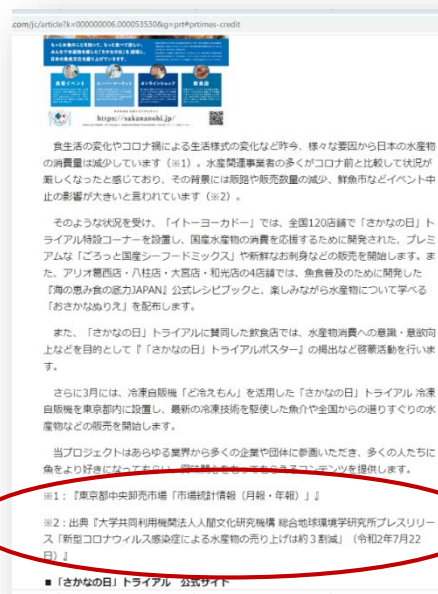 .com/jc/article?k=000000006.000053530&g=prt#prtimes-credit
https://sakananohi.jp/
食生活の変化やコロナ禍による生活様式の変化など昨今、様々な要因から日本の水産物
の消費量は減少しています（※1）。水産関連事業者の多くがコロナ前と比較して状況が
厳しくなったと感じており、その背景には販路や販売数量の減少、鮮魚市などイベント中
止の影響が大きいと言われています（※2）。
そのような状況を受け、「イトーヨーカドー」では、全国120店舗で「さかなの日」ト
ライアル特設コーナーを設置し、国産水産物の消費を応援するために開発された、プレミ
アムな「ごろっと国産シーフードミックス」や新鮮なお刺身などの販売を開始します。ま
た、アリオ葛西店・八柱店・大宮店・和光店の4店舗では、魚食普及のために開発した
『海の恵み食の底力JAPAN』公式レシピブックと、楽しみながら水産物について学べる
「おさかなぬりえ」を配布します。
また、「さかなの日」トライアルに賛同した飲食店では、水産物消費への意識・意欲向
上などを目的として『「さかなの日」トライアルポスター』の掲出など啓蒙活動を行いま
す。
さらに3月には、冷凍自販機「ど冷えもん」を活用した「さかなの日」トライアル 冷凍
自販機を東京都内に設置し、最新の冷凍技術を駆使した魚介や全国からの選りすぐりの水
産物などの販売を開始します。
当プロジェクトはあらゆる業界から多くの企業や団体に参画いただき、多くの人たちに
魚をより好きになってもらい、興味関心をもってもらえるコンテンツを提供します。
※1：『東京都中央卸売市場「市場統計情報（月報・年報）」』
※2：出典『大学共同利用機関法人人間文化研究機構 総合地球環境学研究所プレスリリー
ス「新型コロナウィルス感染症による水産物の売り上げは約３割減」（令和2年7月22
日）』
■「さかなの日」トライアル 公式サイト